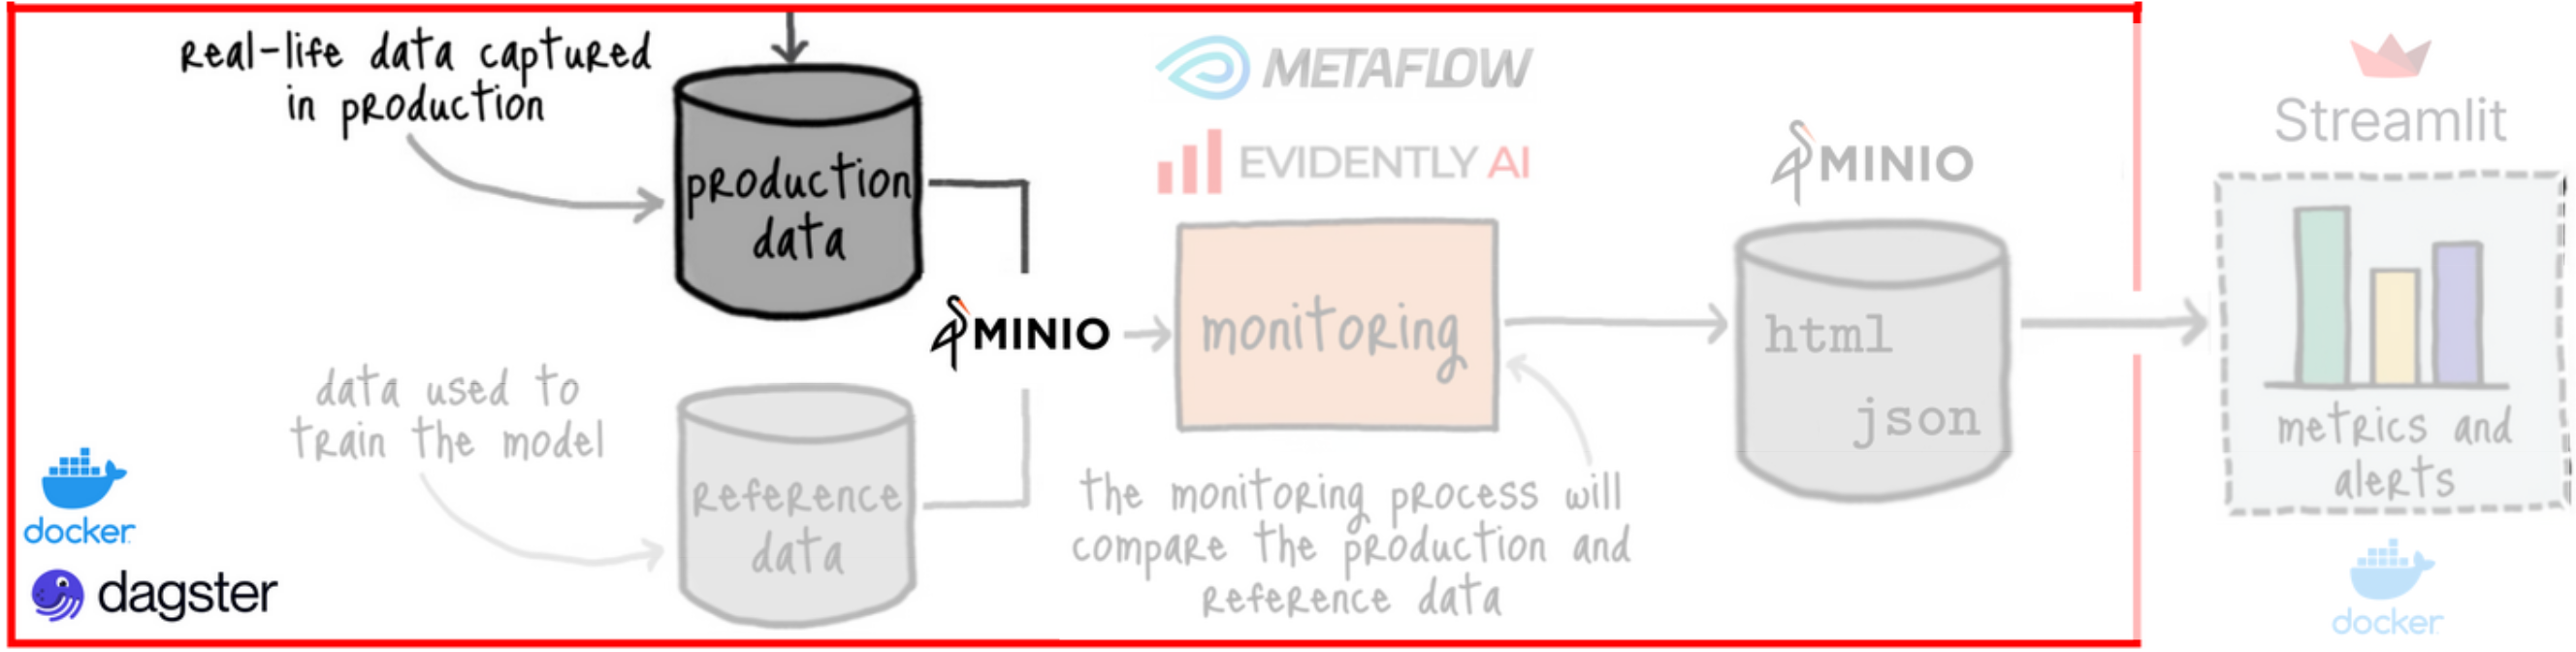 real-life data captured
in production
production
data
MINIO
data used to
train the model
reference
data
docker
dagster
METAFLOW
EVIDENTLY AI
monitoring
the monitoring process will
compare the production and
reference data
MINIO
html
json
Streamlit
metrics and
alerts
docker